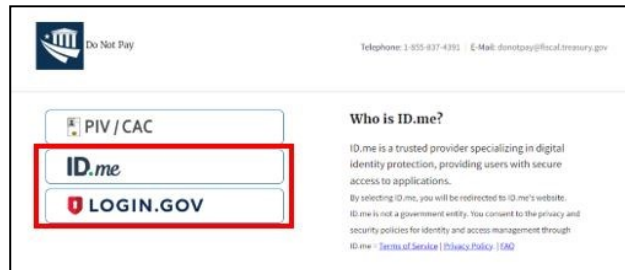 Do Not Pay
Telephone: 1-855-837-4391 | E-Mail: donotpay@fiscal.treasury.gov
PIV / CAC
ID.me
LOGIN.GOV
Who is ID.me?
ID.me is a trusted provider specializing in digital
identity protection, providing users with secure
access to applications.
By selecting ID.me, you will be redirected to ID.me's website.
ID.me is not a government entity. You consent to the privacy and
security policies for identity and access management through
ID.me - Terms of Service | Privacy Policy | FAQ